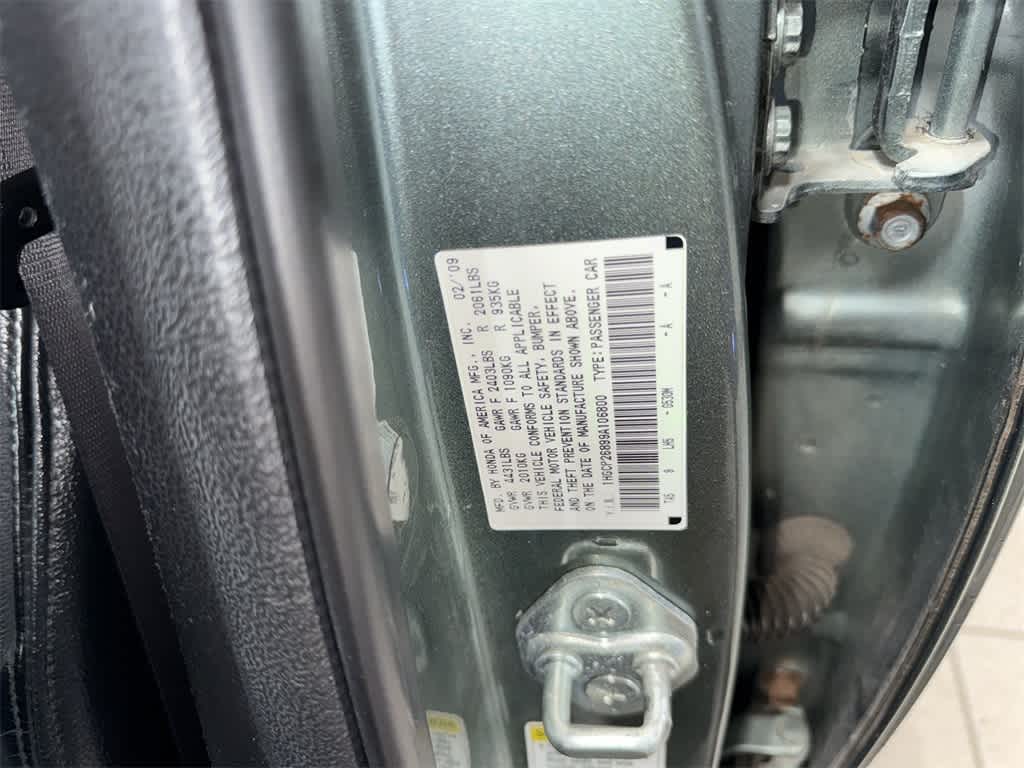 MFD. BY HONDA OF AMERICA MFG., INC. 02/'09
GVWR 4431LBS GAWR F 2403LBS R 2061LBS
GVWR 2010KG GAWR F 1090KG R 935KG
THIS VEHICLE CONFORMS TO ALL APPLICABLE
FEDERAL MOTOR VEHICLE SAFETY, BUMPER,
AND THEFT PREVENTION STANDARDS IN EFFECT
ON THE DATE OF MANUFACTURE SHOWN ABOVE.
V.I.N. 1HGCP26899A106800 TYPE:PASSENGER CAR
-A -A